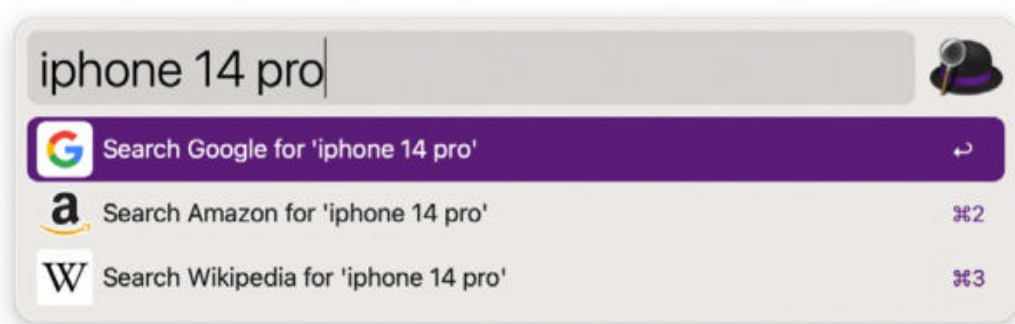 iphone 14 pro
Search Google for 'iphone 14 pro' ↩
Search Amazon for 'iphone 14 pro' ⌘2
Search Wikipedia for 'iphone 14 pro' ⌘3